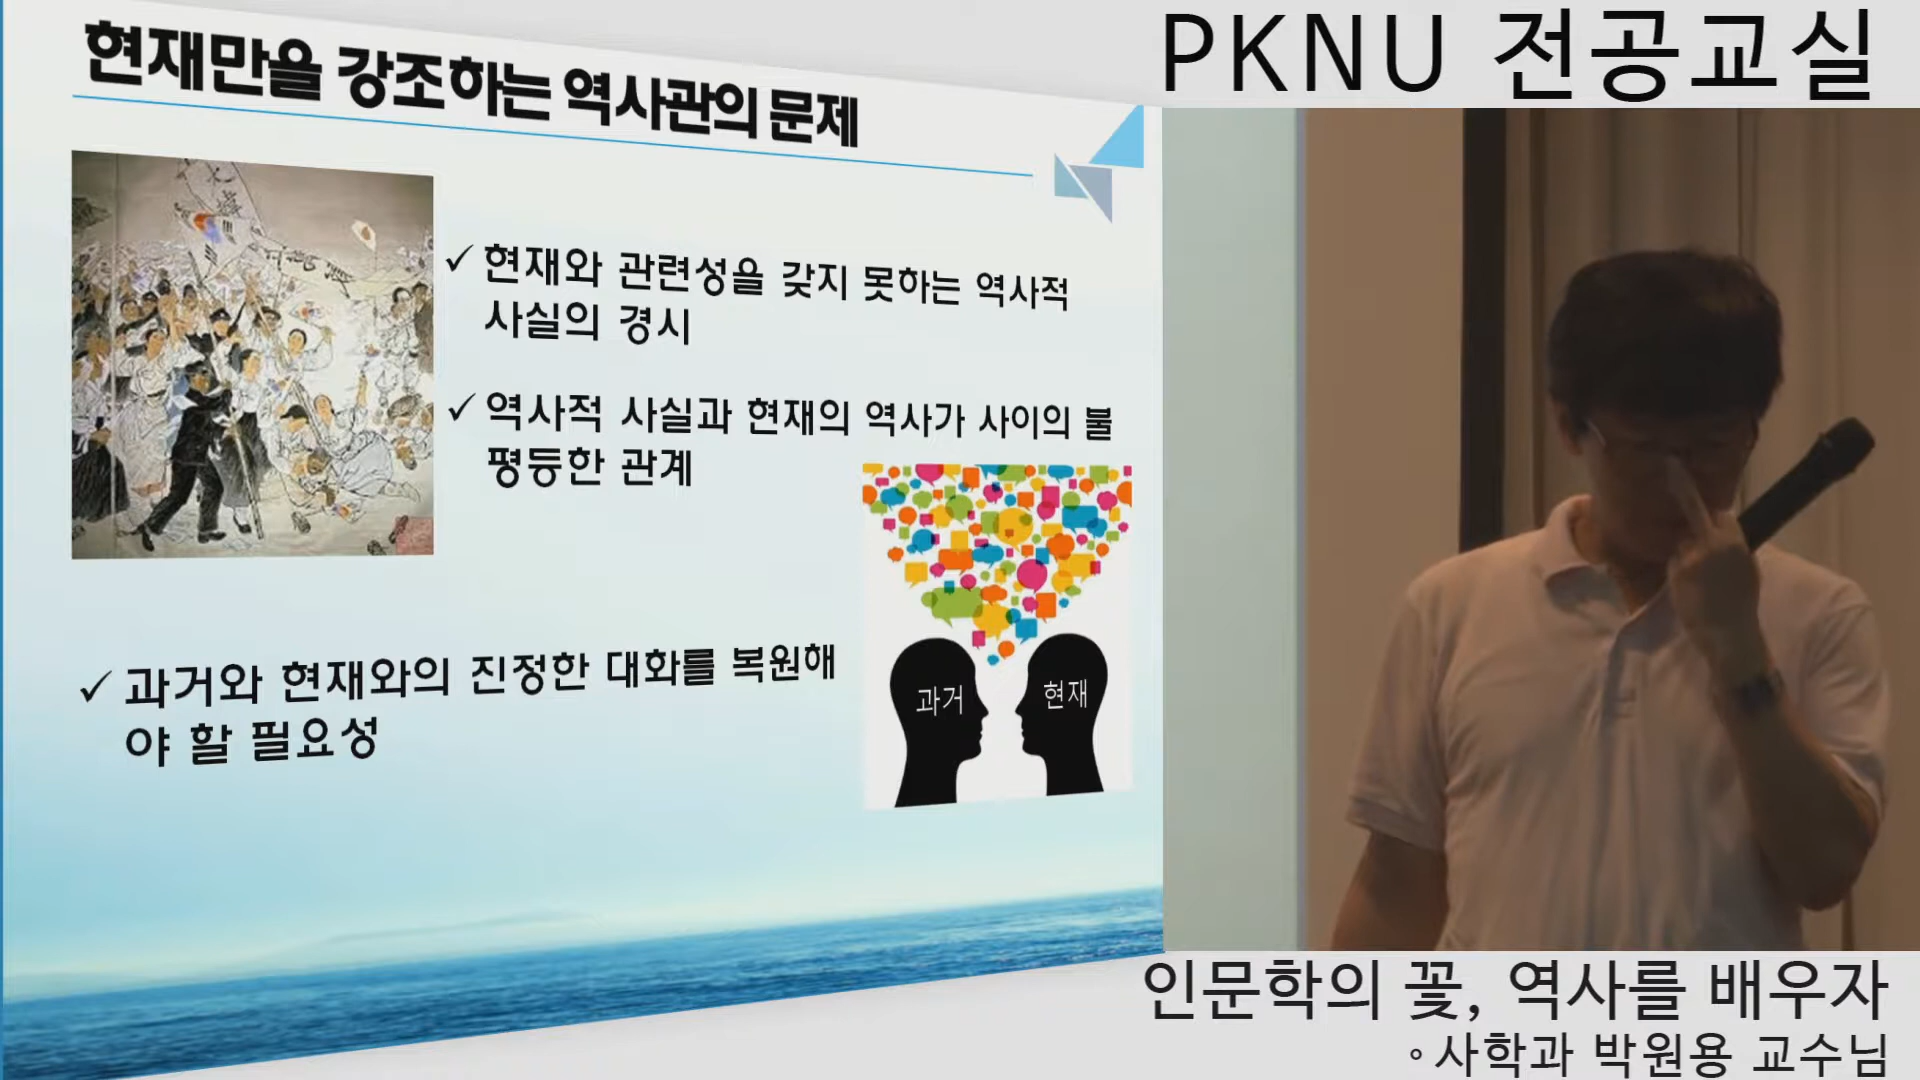 PKNU 전공교실
현재만을 강조하는 역사관의 문제
✓ 현재와 관련성을 갖지 못하는 역사적
사실의 경시
✓ 역사적 사실과 현재의 역사가 사이의 불
평등한 관계
✓ 과거와 현재와의 진정한 대화를 복원해
야 할 필요성
과거
현재
인문학의 꽃, 역사를 배우자
◦사학과 박원용 교수님